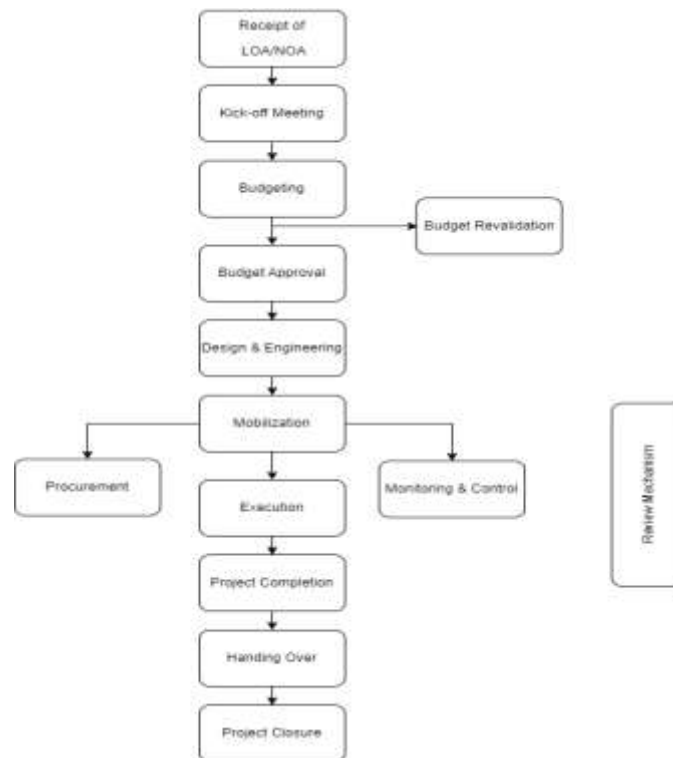 Receipt of
LOA/NOA
Kick-off Meeting
Budgeting
Budget Revalidation
Budget Approval
Design & Engineering
Mobilization
Procurement
Monitoring & Control
Execution
Review Mechanism
Project Completion
Handing Over
Project Closure